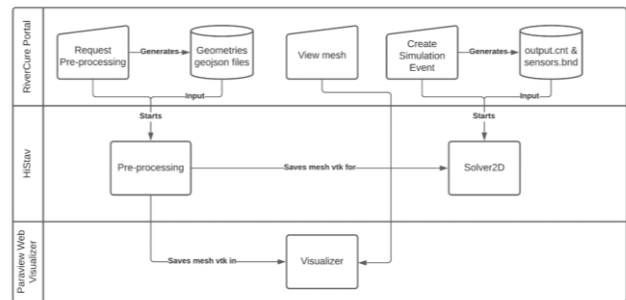 RiverCure Portal
Request
Pre-processing
Generates
Geometries
geojson files
View mesh
Create
Simulation
Event
Generates
output.cnt &
sensors.bnd
Input
Input
Starts
Starts
HiStav
Pre-processing
Saves mesh vtk for
Solver2D
Paraview Web
Visualizer
Saves mesh vtk in
Visualizer